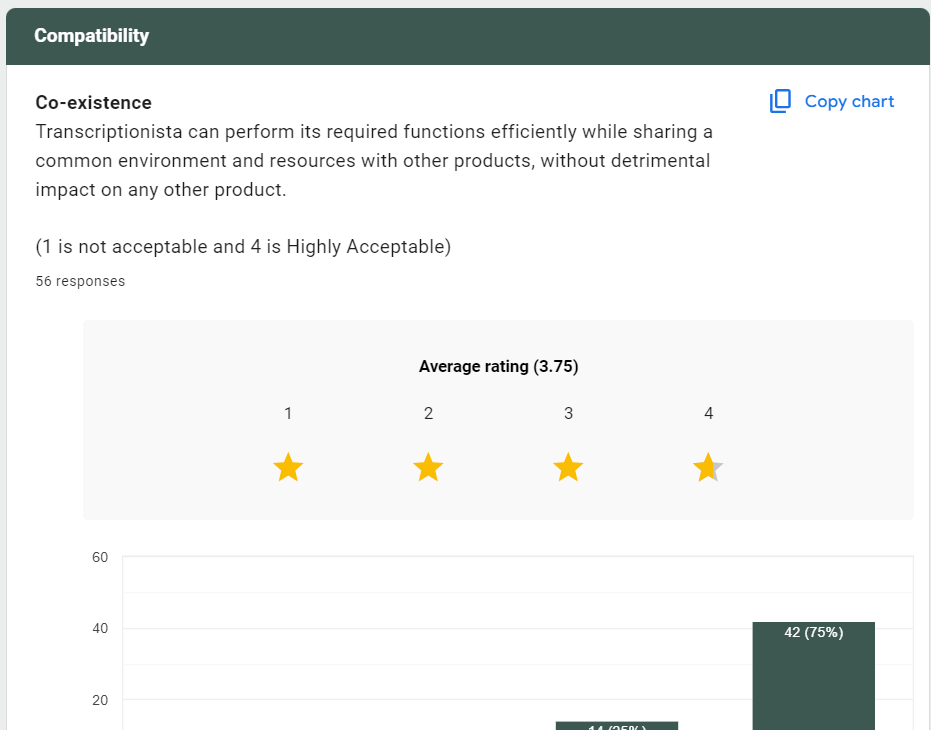 Compatibility
Co-existence
Copy chart
Transcriptionista can perform its required functions efficiently while sharing a
common environment and resources with other products, without detrimental
impact on any other product.
(1 is not acceptable and 4 is Highly Acceptable)
56 responses
Average rating (3.75)
1 2 3 4
60
40
42 (75%)
20
14 (25%)